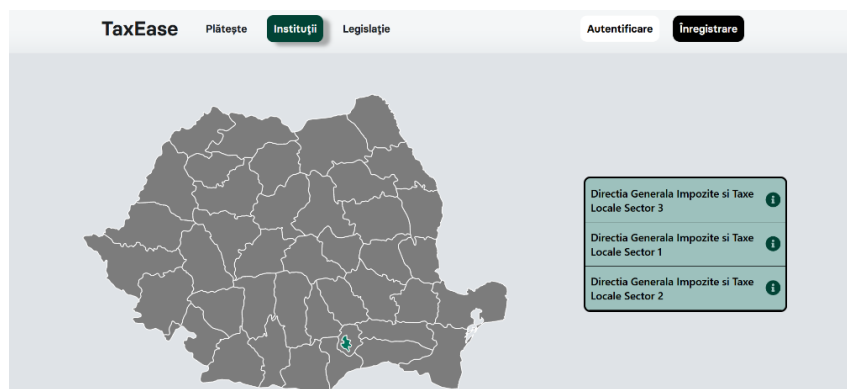 TaxEase Plătește Instituții Legislație Autentificare Înregistrare
Directia Generala Impozite si Taxe
Locale Sector 3
Directia Generala Impozite si Taxe
Locale Sector 1
Directia Generala Impozite si Taxe
Locale Sector 2